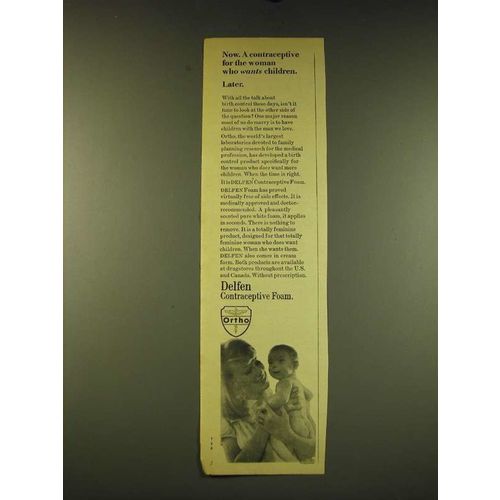 Now. A contraceptive
for the woman
who wants children.
Later.
With all the talk about
birth control these days, isn't it
time to look at the other side of
the question? One major reason
most of us do marry is to have
children with the man we love.
Ortho, the world's largest
laboratories devoted to family
planning research for the medical
profession, has developed a birth
control product specifically for
the woman who does want more
children. When the time is right.
It is DELFEN Contraceptive Foam.
DELFEN Foam has proved
virtually free of side effects. It is
medically approved and doctor-
recommended. A pleasantly
scented pure white foam, it applies
in seconds. There is nothing to
remove. It is a totally feminine
product, designed for that totally
feminine woman who does want
children. When she wants them.
DELFEN also comes in cream
form. Both products are available
at drugstores throughout the U.S.
and Canada. Without prescription.
Delfen
Contraceptive Foam.
Ortho